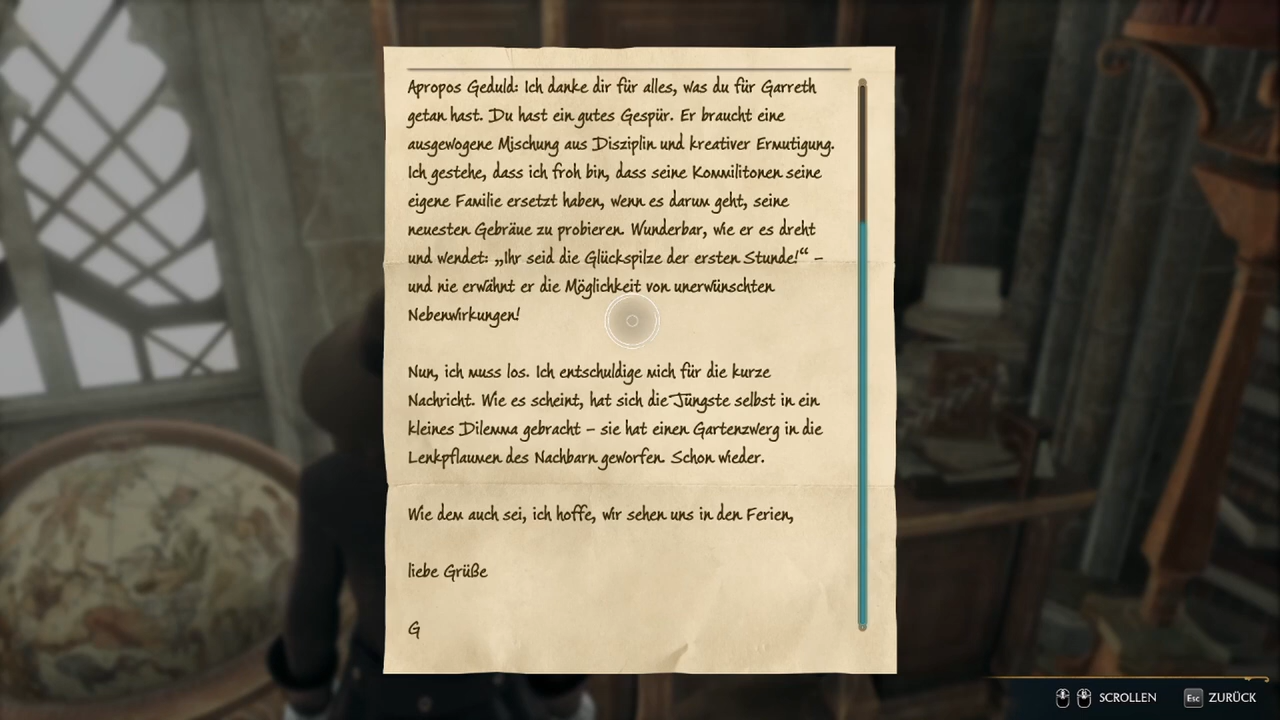 Apropos Geduld: Ich danke dir für alles, was du für Garreth
getan hast. Du hast ein gutes Gespür. Er braucht eine
ausgewogene Mischung aus Disziplin und kreativer Ermutigung.
Ich gestehe, dass ich froh bin, dass seine Kommilitonen seine
eigene Familie ersetzt haben, wenn es darum geht, seine
neuesten Gebräue zu probieren. Wunderbar, wie er es dreht
und wendet: „Ihr seid die Glückspilze der ersten Stunde!“ –
und nie erwähnt er die Möglichkeit von unerwünschten
Nebenwirkungen!
Nun, ich muss los. Ich entschuldige mich für die kurze
Nachricht. Wie es scheint, hat sich die Jüngste selbst in ein
kleines Dilemma gebracht – sie hat einen Gartenzwerg in die
Lenkpflaumen des Nachbarn geworfen. Schon wieder.
Wie dem auch sei, ich hoffe, wir sehen uns in den Ferien,
liebe Grüße
G
SCROLLEN Esc ZURÜCK